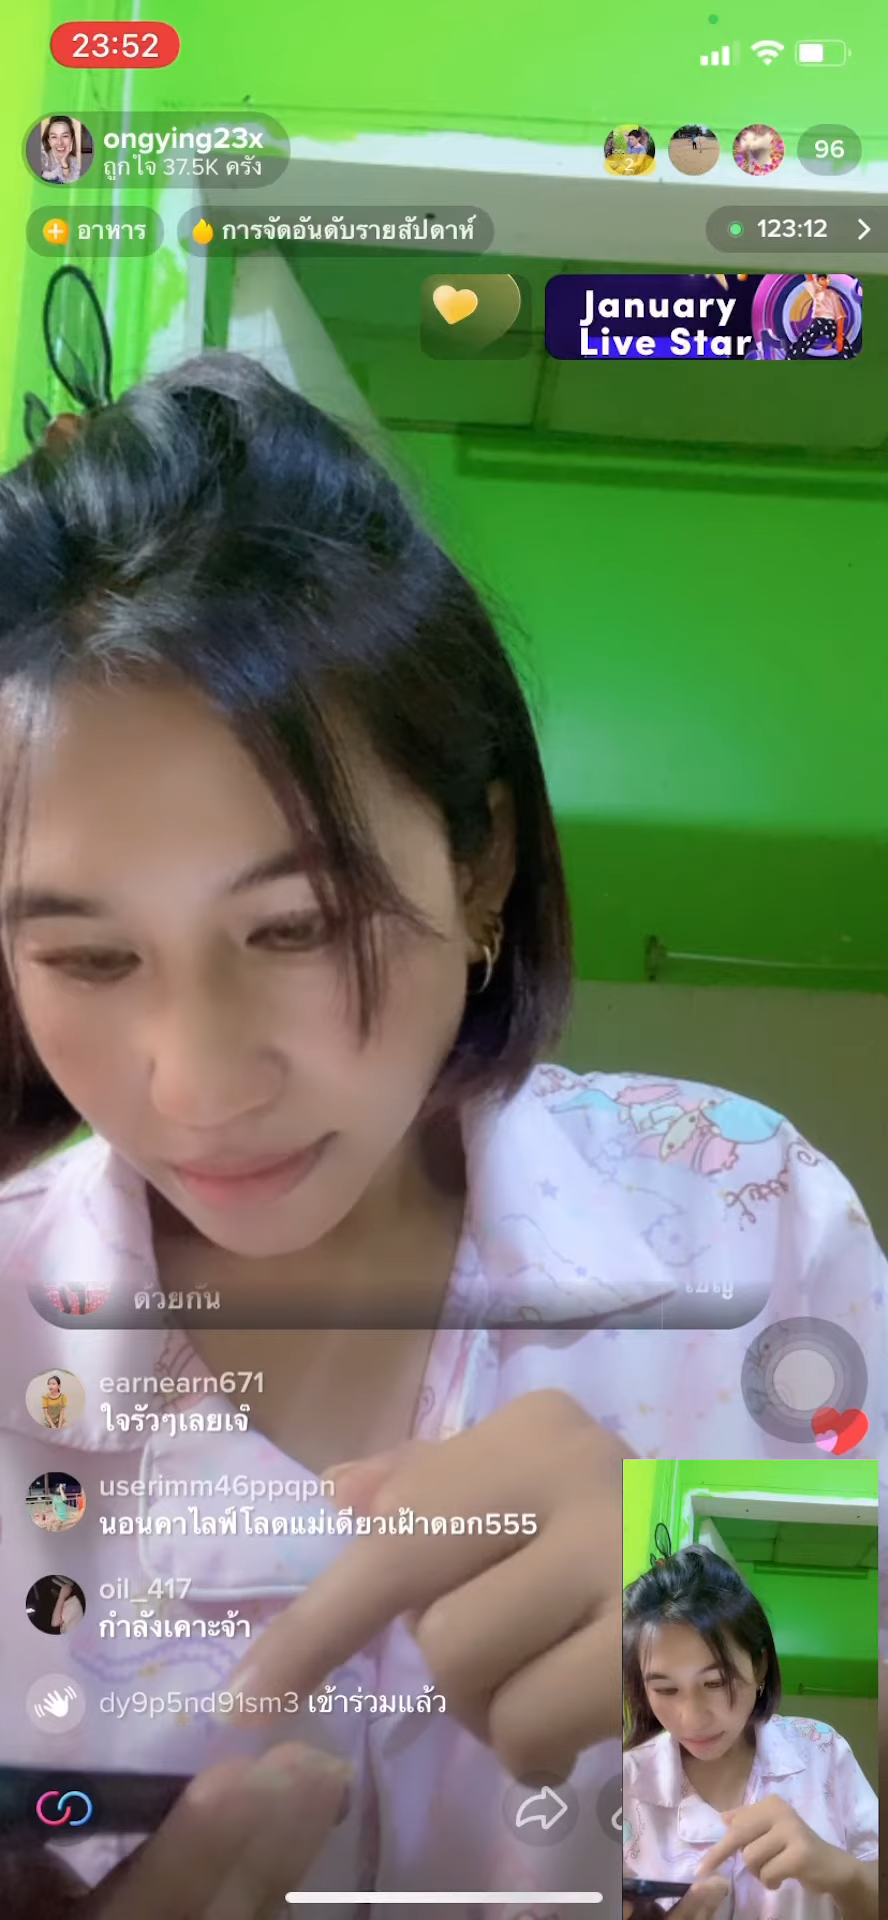 23:52
ongying23x
ถูกใจ 37.5K ครั้ง
2
96
อาหาร
การจัดอันดับรายสัปดาห์
123:12
January
Live Star
ด้วยกัน
earnearn671
ใจรัวๆเลยเจ๊
userimm46ppqpn
นอนคาไลฟ์โลดแม่เดียวเฝ้าดอก555
oil_417
กำลังเคาะจ้า
dy9p5nd91sm3 เข้าร่วมแล้ว